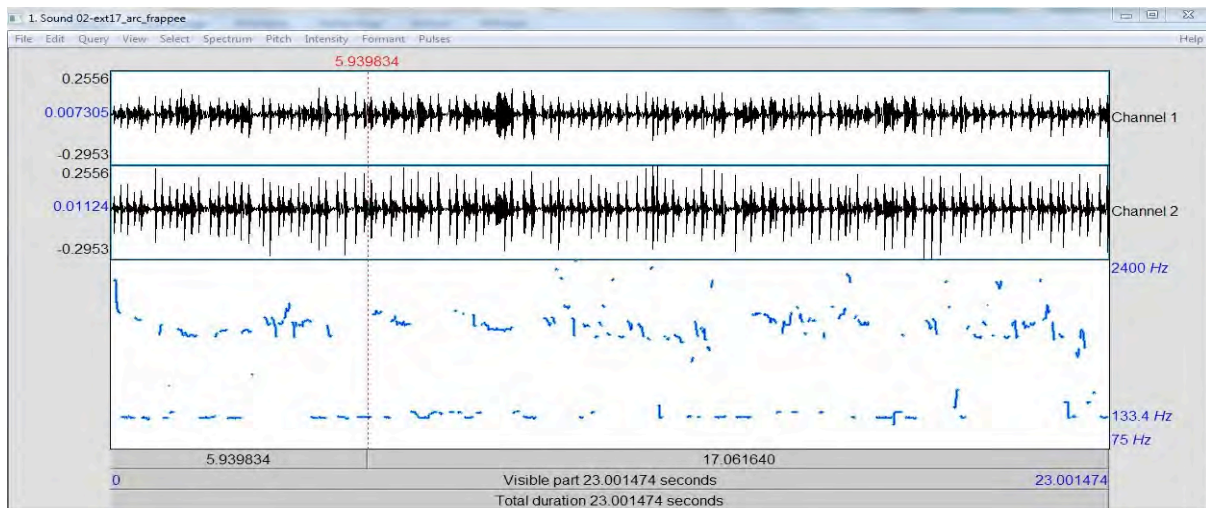 1. Sound 02-ext17_arc_frappee
File Edit Query View Select Spectrum Pitch Intensity Formant Pulses Help
5.939834
0.2556
0.007305
Channel 1
-0.2953
0.2556
0.01124
Channel 2
-0.2953
2400 Hz
133.4 Hz
75 Hz
5.939834 17.061640
0 Visible part 23.001474 seconds 23.001474
Total duration 23.001474 seconds